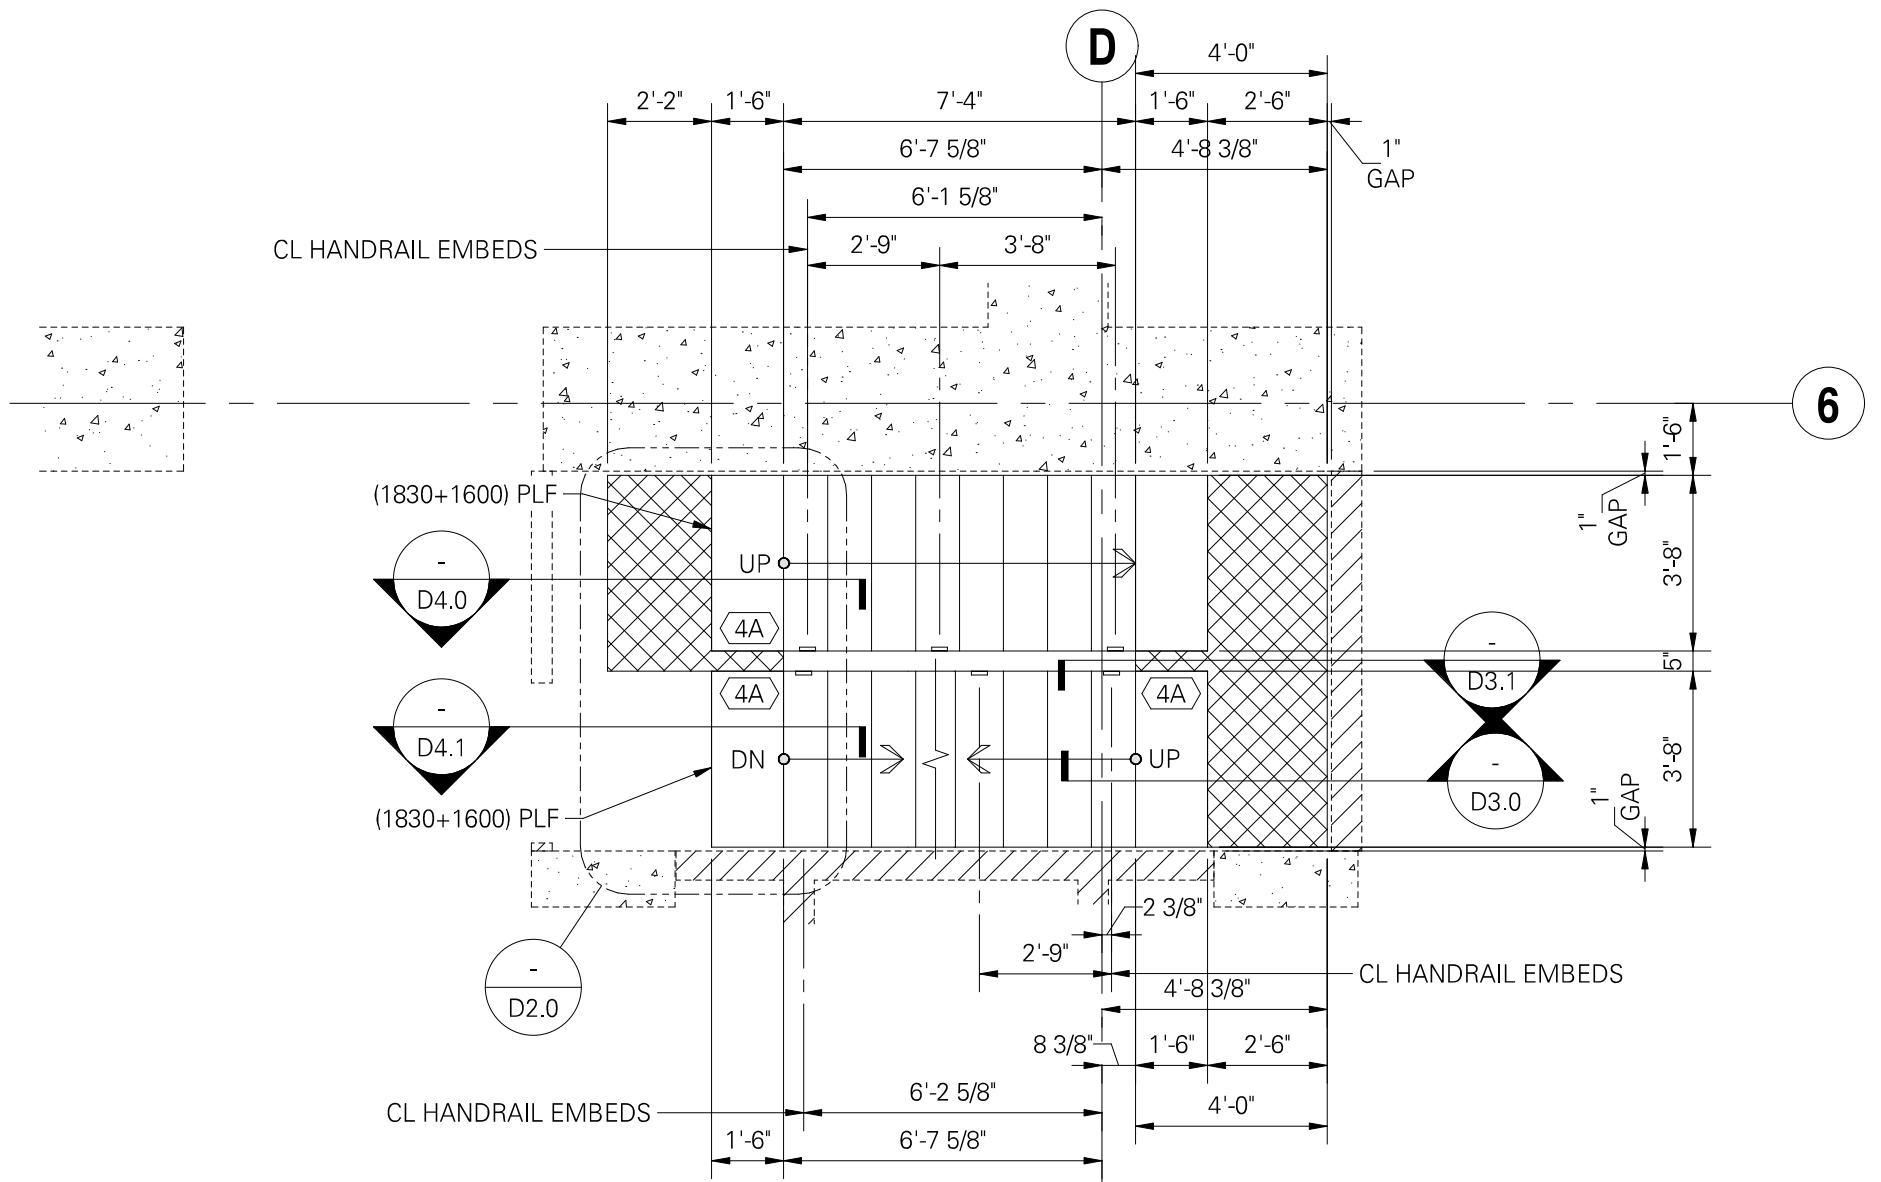 D
4'-0"
2'-2"
1'-6"
7'-4"
1'-6"
2'-6"
6'-7 5/8"
4'-8 3/8"
1"
GAP
6'-1 5/8"
CL HANDRAIL EMBEDS
2'-9"
3'-8"
6
1'-6"
(1830+1600) PLF
1"
GAP
3'-8"
UP
-
D4.0
4A
5"
-
D3.1
4A
4A
-
D4.1
DN
UP
3'-8"
-
D3.0
1"
GAP
(1830+1600) PLF
2 3/8"
2'-9"
CL HANDRAIL EMBEDS
-
D2.0
4'-8 3/8"
8 3/8"
1'-6"
2'-6"
6'-2 5/8"
CL HANDRAIL EMBEDS
4'-0"
1'-6"
6'-7 5/8"